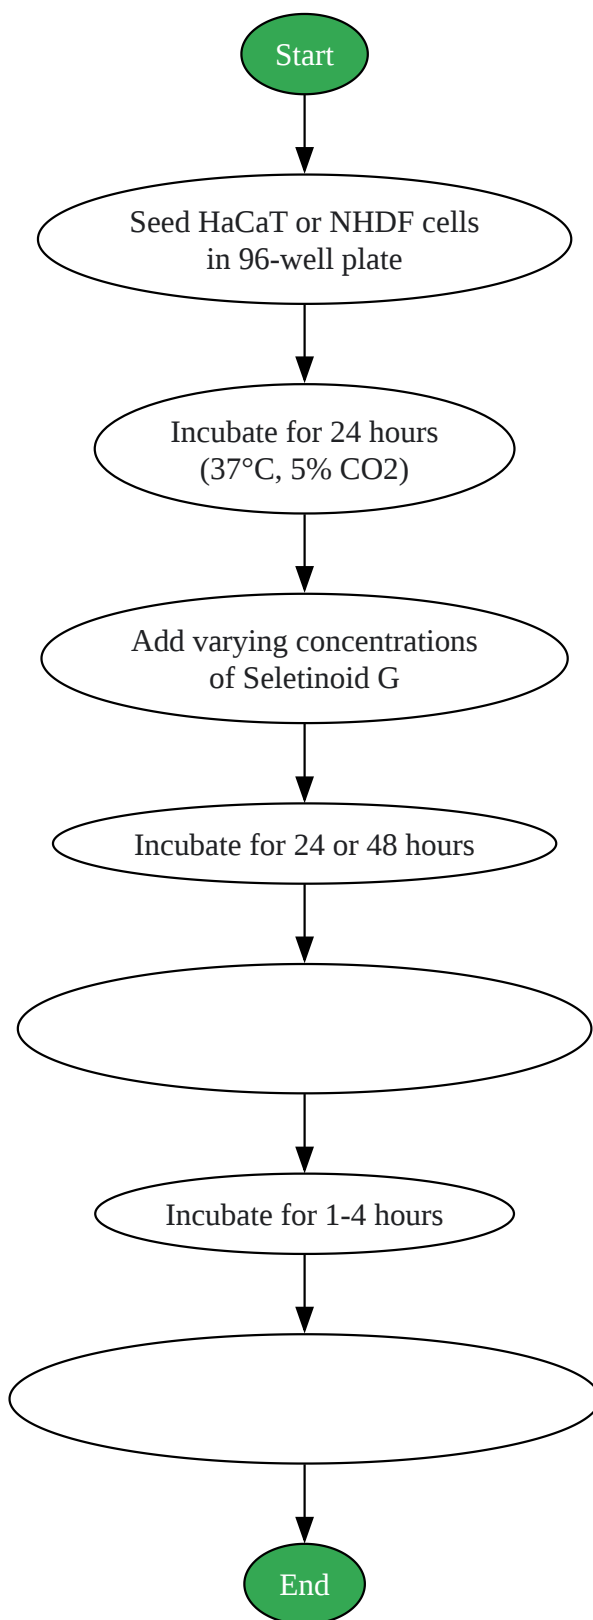 Start
Seed HaCaT or NHDF cells
in 96-well plate
Incubate for 24 hours
(37°C, 5% CO2)
Add varying concentrations
of Seletinoid G
Incubate for 24 or 48 hours
Incubate for 1-4 hours
End